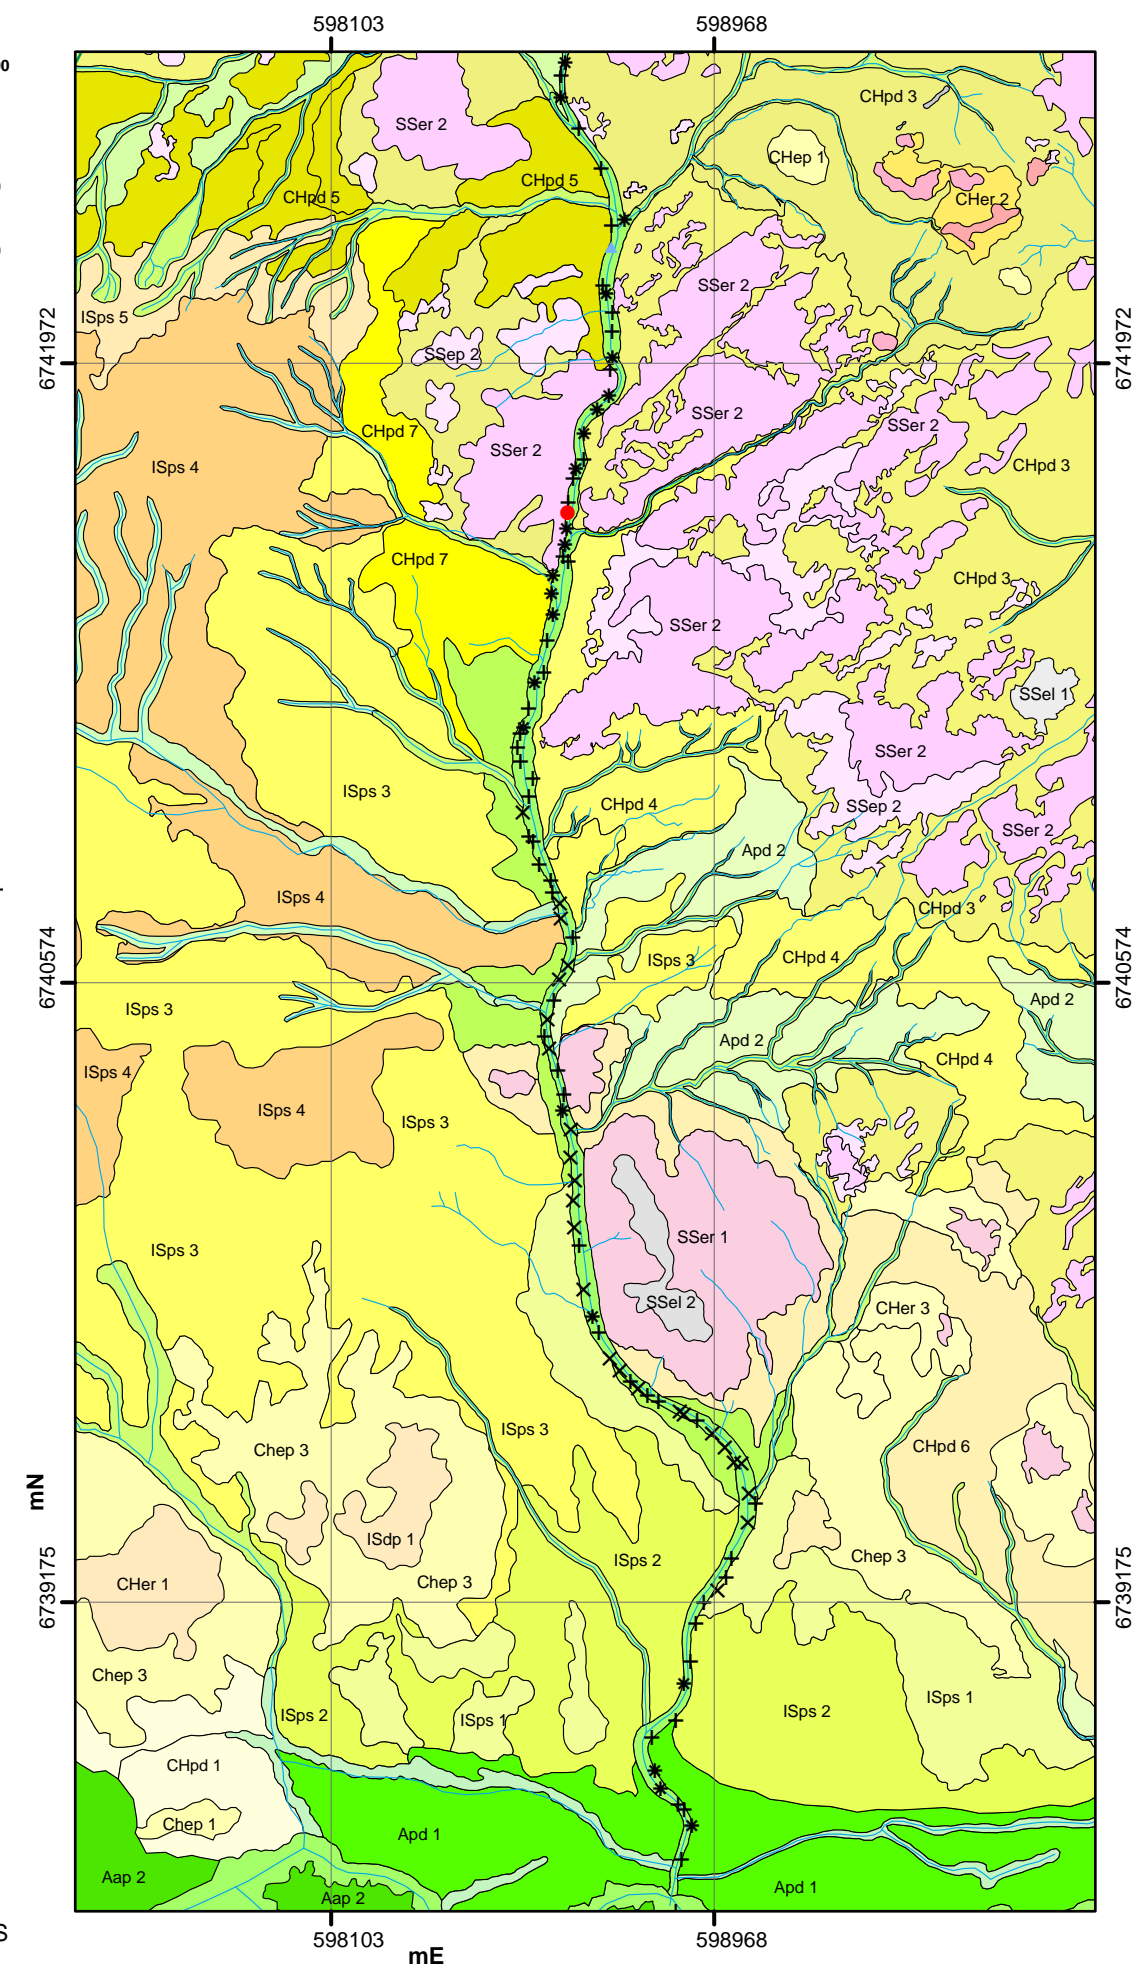 598103
598968
CHpd 3
SSer 2
CHep 1
CHpd 5
CHpd 5
CHer 2
SSer 2
ISps 5
6741972
6741972
SSep 2
SSer 2
CHpd 7
SSer 2
SSer 2
ISps 4
CHpd 3
CHpd 7
CHpd 3
SSer 2
SSel 1
SSer 2
ISps 3
CHpd 4
SSep 2
SSer 2
Apd 2
ISps 4
CHpd 3
ISps 3
CHpd 4
6740574
6740574
ISps 3
Apd 2
Apd 2
CHpd 4
ISps 4
ISps 4
ISps 3
SSer 1
ISps 3
SSel 2
CHer 3
ISps 3
Chep 3
CHpd 6
mN
ISdp 1
ISps 2
Chep 3
CHer 1
Chep 3
6739175
6739175
Chep 3
ISps 1
ISps 2
ISps 2
ISps 1
CHpd 1
Chep 1
Apd 1
Aap 2
Apd 1
Aap 2
S
598103
598968
mE